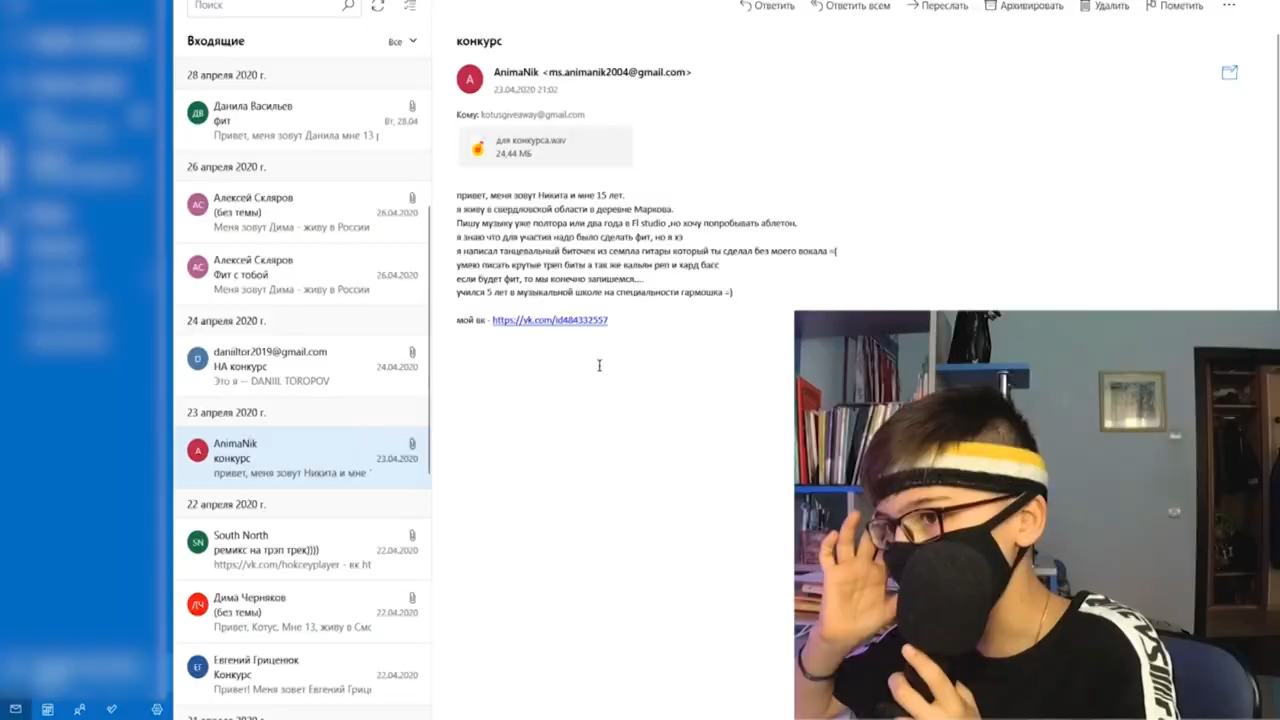 Поиск
Ответить
Ответить всем
Переслать
Архивировать
Удалить
Пометить
Входящие
Все
28 апреля 2020 г.
ДВ
Данила Васильев
фит
Вт, 28.04
Привет, меня зовут Данила мне 13
26 апреля 2020 г.
АС
Алексей Скляров
(без темы)
26.04.2020
Меня зовут Дима - живу в России
АС
Алексей Скляров
Фит с тобой
26.04.2020
Меня зовут Дима - живу в России
24 апреля 2020 г.
D
daniiltor2019@gmail.com
НА конкурс
24.04.2020
Это я -- DANIIL TOROPOV
23 апреля 2020 г.
A
AnimaNik
конкурс
23.04.2020
привет, меня зовут Никита и мне
22 апреля 2020 г.
SN
South North
ремикс на трэп трек))))
22.04.2020
https://vk.com/hokceyplayer - вк ht
ДЧ
Дима Черняков
(без темы)
22.04.2020
Привет, Котус, Мне 13, живу в Смо
ЕГ
Евгений Гриценюк
Конкурс
22.04.2020
Привет! Меня зовет Евгений Гриц
конкурс
A
AnimaNik <ms.animanik2004@gmail.com>
23.04.2020 21:02
Кому: kotusgiveaway@gmail.com
для конкурса.wav
24,44 МБ
привет, меня зовут Никита и мне 15 лет.
я живу в свердловской области в деревне Маркова.
Пишу музыку уже полтора или два года в Fl studio ,но хочу попробывать аблетон.
я знаю что для участия надо было сделать фит, но я хз
я написал танцевальный биточек из семпла гитары который ты сделал без моего вокала =(
умею писать крутые треп биты а так же кальян реп и хард басс
если будет фит, то мы конечно запишемся....
учился 5 лет в музыкальной школе на специальности гармошка =)
мой вк - https://vk.com/id484332557